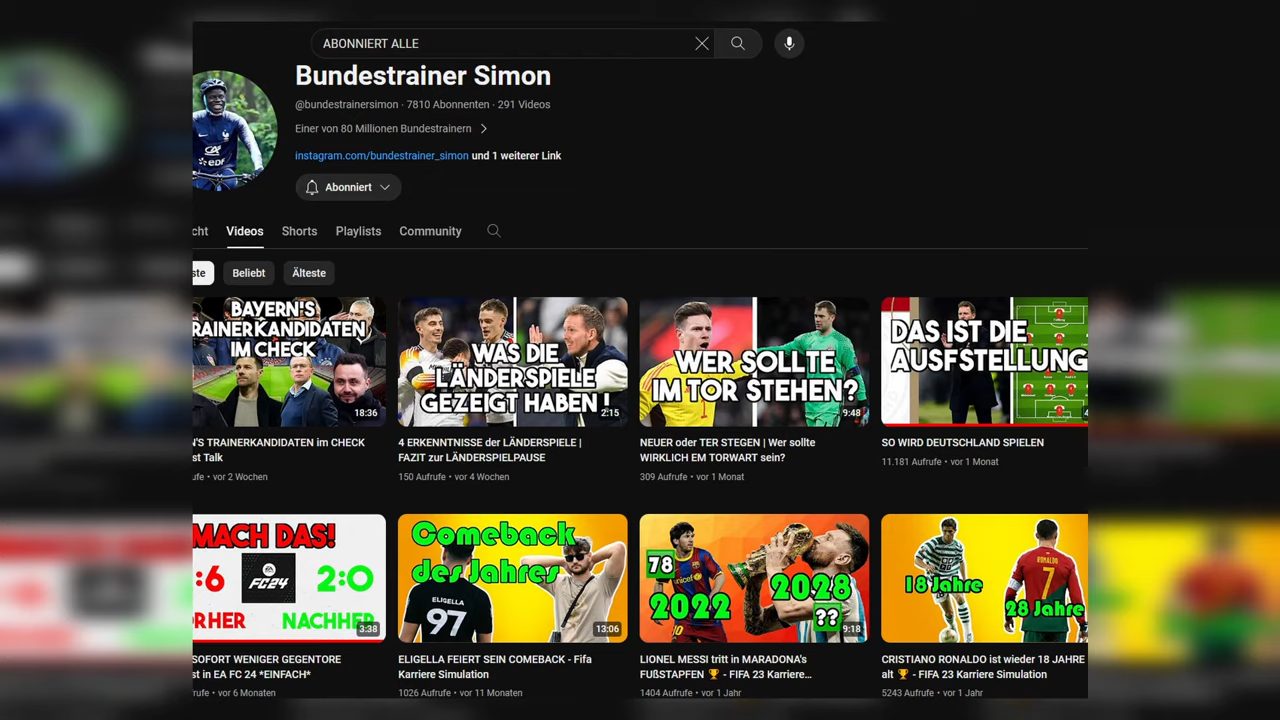 ABONNIERT ALLE
Bundestrainer Simon
@bundestrainersimon · 7810 Abonnenten · 291 Videos
Einer von 80 Millionen Bundestrainern
instagram.com/bundestrainer_simon und 1 weiterer Link
Abonniert
cht Videos Shorts Playlists Community
ste Beliebt Älteste
BAYERN'S
RAINERKANDIDATEN
IM CHECK
18:36
WAS DIE
LÄNDERSPIELE
GEZEIGT HABEN!
2:15
WER SOLLTE
IM TOR STEHEN?
9:48
DAS IST DIE
AUSFSTELLUNG
4
N'S TRAINERKANDIDATEN im CHECK
st Talk
ufe • vor 2 Wochen
4 ERKENNTNISSE der LÄNDERSPIELE |
FAZIT zur LÄNDERSPIELPAUSE
150 Aufrufe • vor 4 Wochen
NEUER oder TER STEGEN | Wer sollte
WIRKLICH EM TORWART sein?
309 Aufrufe • vor 1 Monat
SO WIRD DEUTSCHLAND SPIELEN
11.181 Aufrufe • vor 1 Monat
MACH DAS!
:6 EA SPORTS FC24 2:0
ORHER NACHHER
3:38
Comeback
des Jahres
ELIGELLA
97
13:06
78
2022
2028
??
unicef
9:18
18 Jahre
RONALDO
7
28 Jahre
7
SOFORT WENIGER GEGENTORE
st in EA FC 24 *EINFACH*
rufe • vor 6 Monaten
ELIGELLA FEIERT SEIN COMEBACK - Fifa
Karriere Simulation
1026 Aufrufe • vor 11 Monaten
LIONEL MESSI tritt in MARADONA's
FUßSTAPFEN 🏆 - FIFA 23 Karriere...
1404 Aufrufe • vor 1 Jahr
CRISTIANO RONALDO ist wieder 18 JAHRE
alt 🏆 - FIFA 23 Karriere Simulation
5243 Aufrufe • vor 1 Jahr